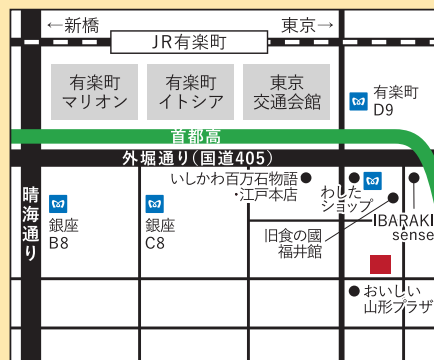 ←新橋
東京→
JR有楽町
有楽町
マリオン
有楽町
イトシア
東京
交通会館
有楽町
D9
首都高
外堀通り(国道405)
晴海通り
銀座
B8
銀座
C8
いしかわ百万石物語
・江戸本店
わした
ショップ
IBARAKI
sense
旧食の國
福井館
おいしい
山形プラザ